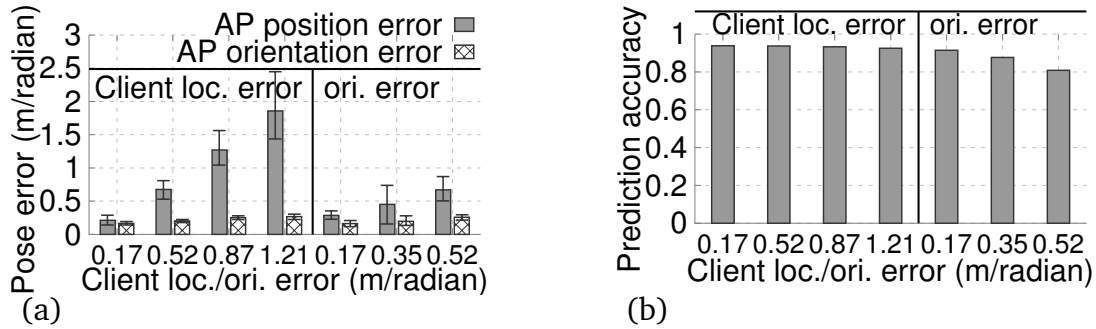 AP position error
AP orientation error
Pose error (m/radian)
3
2.5
2
1.5
1
0.5
0
Client loc. error
ori. error
0.17 0.52 0.87 1.21 0.17 0.35 0.52
Client loc./ori. error (m/radian)
(a)
Prediction accuracy
1
0.8
0.6
0.4
0.2
0
Client loc. error
ori. error
0.17 0.52 0.87 1.21 0.17 0.35 0.52
Client loc./ori. error (m/radian)
(b)